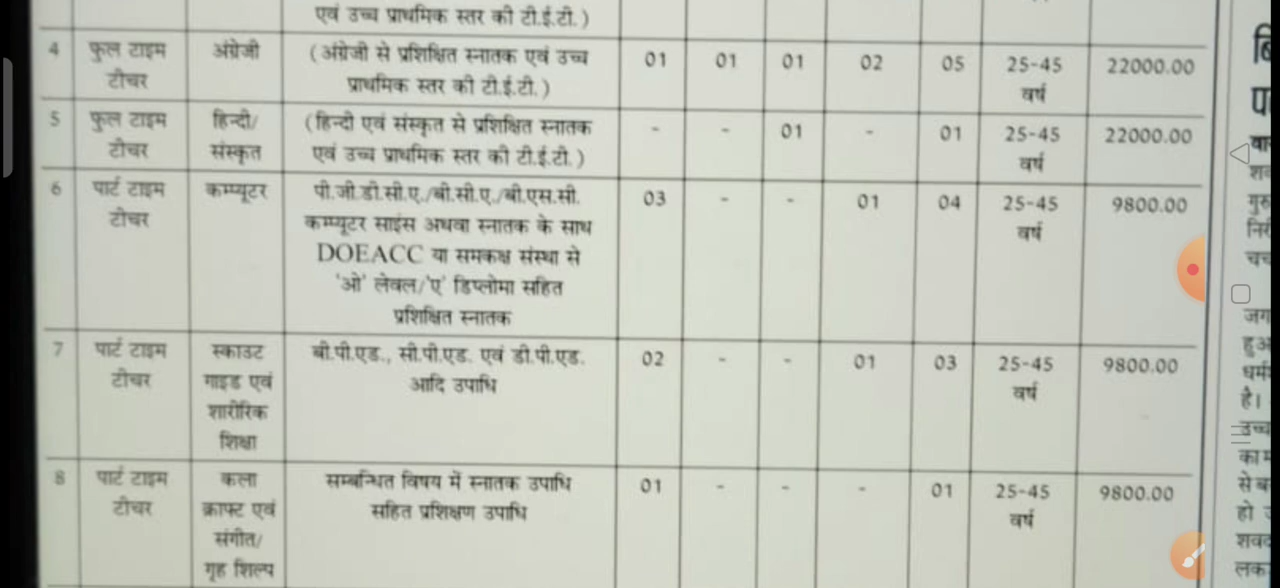 एवं उच्च प्राथमिक स्तर की टी.ई.टी.)
4 फुल टाइम टीचर अंग्रेजी (अंग्रेजी से प्रशिक्षित स्नातक एवं उच्च प्राथमिक स्तर की टी.ई.टी.) 01 01 01 02 05 25-45 वर्ष 22000.00
5 फुल टाइम टीचर हिन्दी/ संस्कृत (हिन्दी एवं संस्कृत से प्रशिक्षित स्नातक एवं उच्च प्राथमिक स्तर की टी.ई.टी.) - - 01 - 01 25-45 वर्ष 22000.00
6 पार्ट टाइम टीचर कम्प्यूटर पी.जी.डी.सी.ए./बी.सी.ए./बी.एस.सी. कम्प्यूटर साइंस अथवा स्नातक के साथ DOEACC या समकक्ष संस्था से 'ओ' लेवल/'ए' डिप्लोमा सहित प्रशिक्षित स्नातक 03 - - 01 04 25-45 वर्ष 9800.00
7 पार्ट टाइम टीचर स्काउट गाइड एवं शारीरिक शिक्षा बी.पी.एड., सी.पी.एड. एवं डी.पी.एड. आदि उपाधि 02 - - 01 03 25-45 वर्ष 9800.00
8 पार्ट टाइम टीचर कला क्राफ्ट एवं संगीत/ गृह शिल्प सम्बन्धित विषय में स्नातक उपाधि सहित प्रशिक्षण उपाधि 01 - - - 01 25-45 वर्ष 9800.00